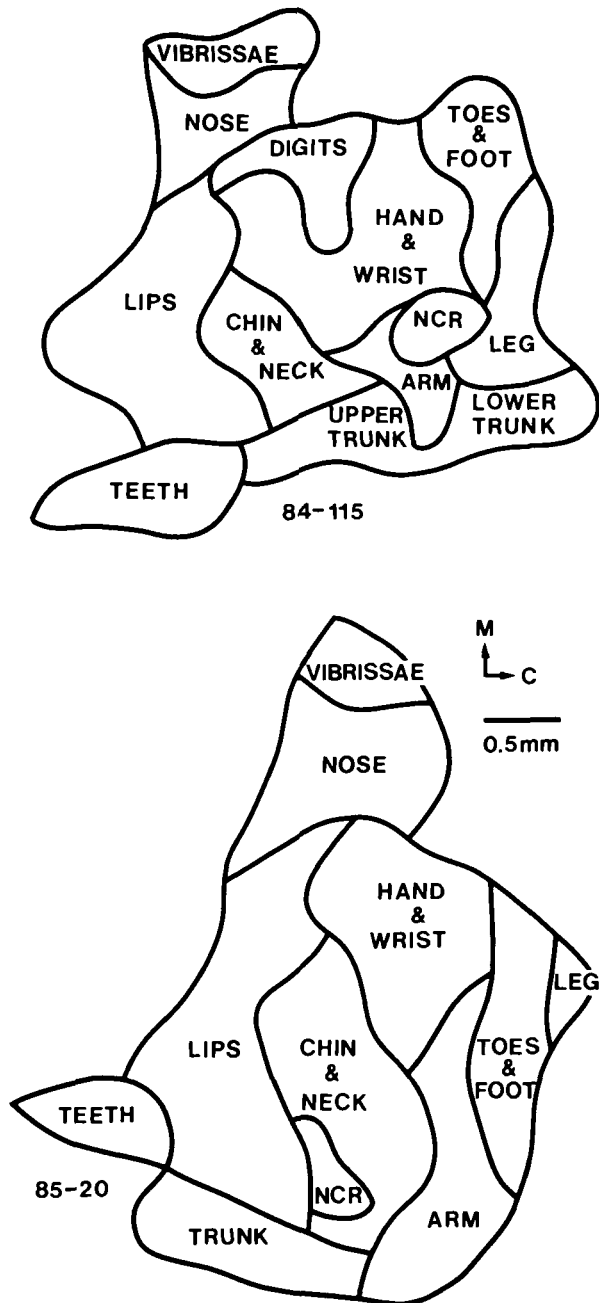 VIBRISSAE
NOSE
DIGITS
TOES
&
FOOT
HAND
&
WRIST
LIPS
CHIN
&
NECK
NCR
LEG
ARM
UPPER
TRUNK
LOWER
TRUNK
TEETH
84-115
M
C
0.5mm
VIBRISSAE
NOSE
HAND
&
WRIST
LEG
LIPS
CHIN
&
NECK
TOES
&
FOOT
TEETH
85-20
NCR
TRUNK
ARM